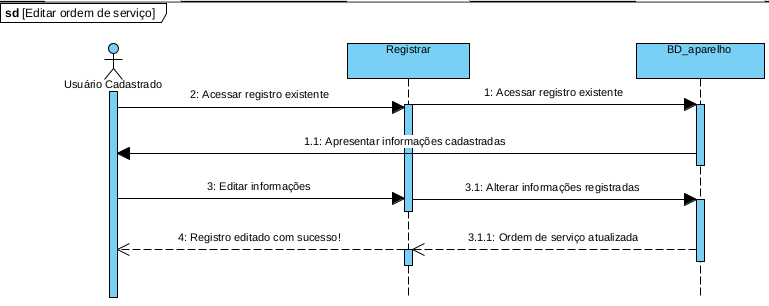 sd [Editar ordem de serviço]
Registrar
BD_aparelho
Usuário Cadastrado
2: Acessar registro existente
1: Acessar registro existente
1.1: Apresentar informações cadastradas
3: Editar informações
3.1: Alterar informações registradas
4: Registro editado com sucesso!
3.1.1: Ordem de serviço atualizada